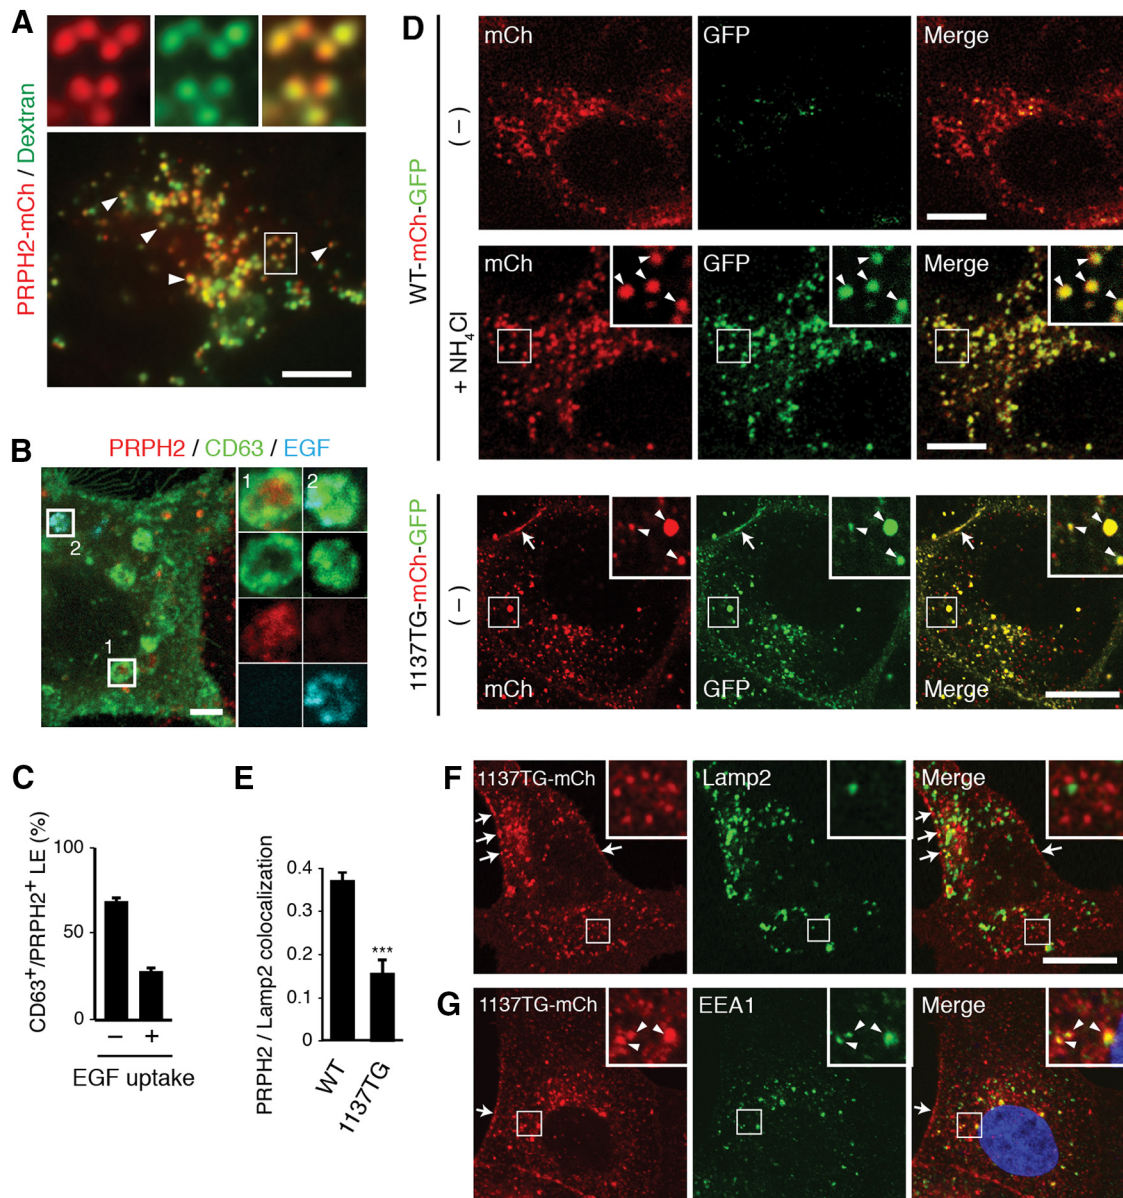 A
PRPH2-mCh / Dextran
B
PRPH2 / CD63 / EGF
1
2
2
1
C
CD63+/PRPH2+ LE (%)
100
50
0
– +
EGF uptake
D
WT-mCh-GFP
(–)
mCh
GFP
Merge
+ NH4Cl
mCh
GFP
Merge
1137TG-mCh-GFP
(–)
mCh
GFP
Merge
E
PRPH2 / Lamp2 colocalization
0.4
0.3
0.2
0.1
0
***
WT
1137TG
F
1137TG-mCh
Lamp2
Merge
G
1137TG-mCh
EEA1
Merge